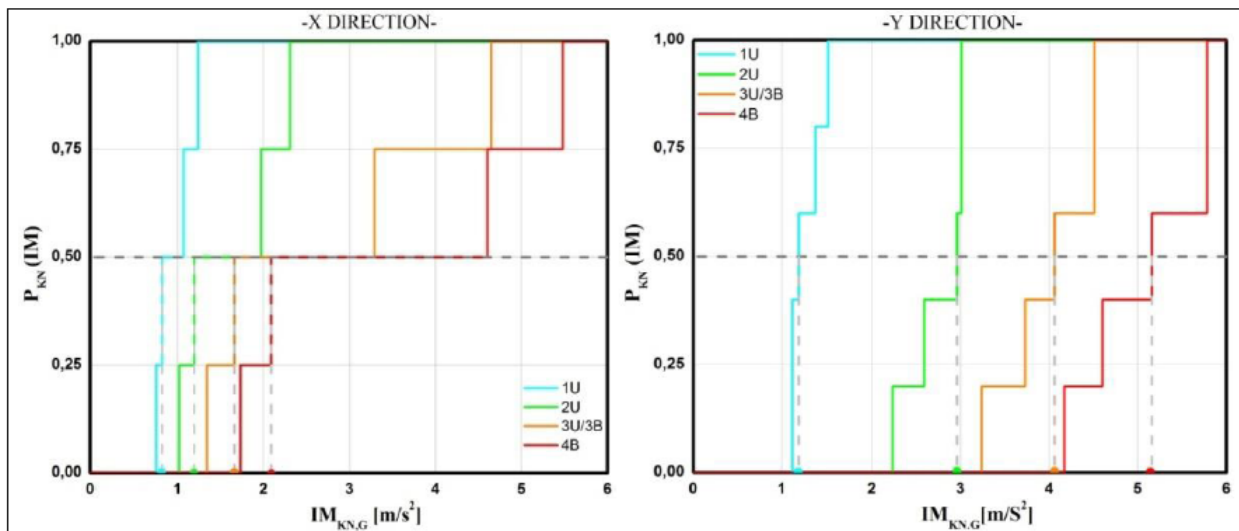 -X DIRECTION-
1,00
0,75
0,50
0,25
0,00
P_KN (IM)
1U
2U
3U/3B
4B
0 1 2 3 4 5 6
IM_KN,G [m/s²]
-Y DIRECTION-
1U
2U
3U/3B
4B
1,00
0,75
0,50
0,25
0,00
P_KN (IM)
0 1 2 3 4 5 6
IM_KN.G [m/S²]